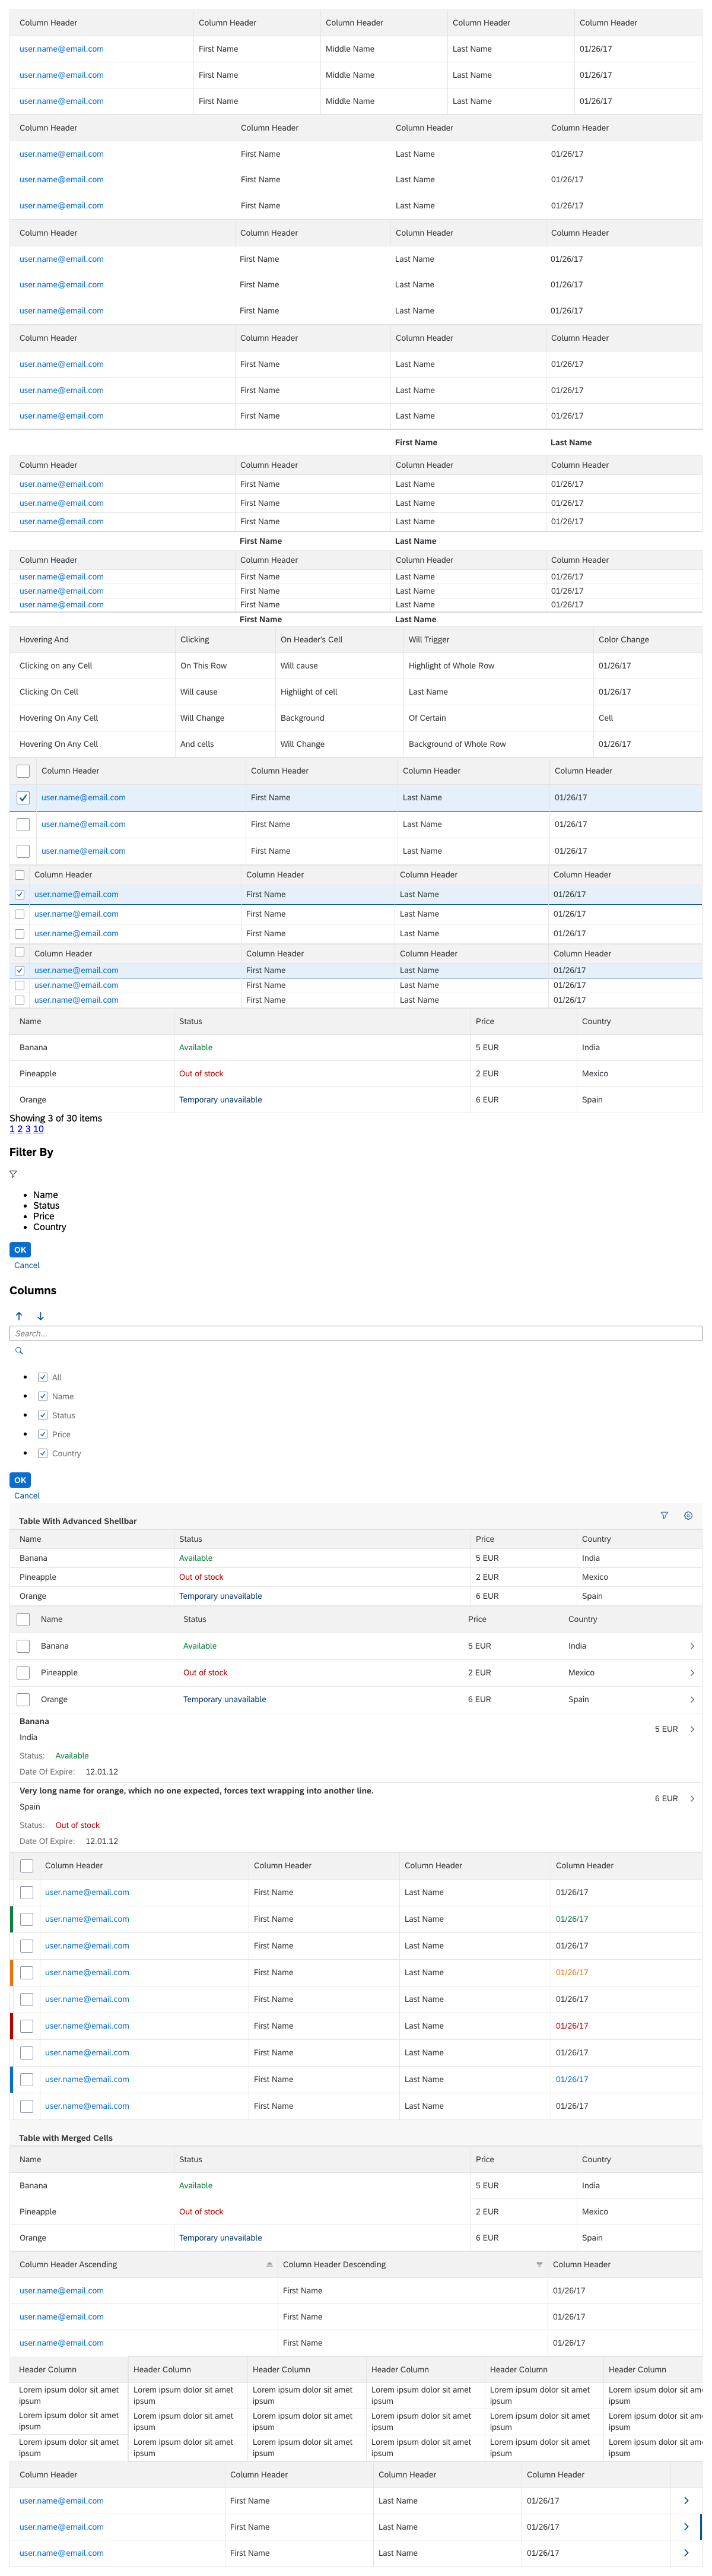 Column Header Column Header Column Header Column Header Column Header
user.name@email.com First Name Middle Name Last Name 01/26/17
user.name@email.com First Name Middle Name Last Name 01/26/17
user.name@email.com First Name Middle Name Last Name 01/26/17
Column Header Column Header Column Header Column Header
user.name@email.com First Name Last Name 01/26/17
user.name@email.com First Name Last Name 01/26/17
user.name@email.com First Name Last Name 01/26/17
Column Header Column Header Column Header Column Header
user.name@email.com First Name Last Name 01/26/17
user.name@email.com First Name Last Name 01/26/17
user.name@email.com First Name Last Name 01/26/17
Column Header Column Header Column Header Column Header
user.name@email.com First Name Last Name 01/26/17
user.name@email.com First Name Last Name 01/26/17
user.name@email.com First Name Last Name 01/26/17
First Name Last Name
Column Header Column Header Column Header Column Header
user.name@email.com First Name Last Name 01/26/17
user.name@email.com First Name Last Name 01/26/17
user.name@email.com First Name Last Name 01/26/17
First Name Last Name
Column Header Column Header Column Header Column Header
user.name@email.com First Name Last Name 01/26/17
user.name@email.com First Name Last Name 01/26/17
user.name@email.com First Name Last Name 01/26/17
First Name Last Name
Hovering And Clicking On Header's Cell Will Trigger Color Change
Clicking on any Cell On This Row Will cause Highlight of Whole Row 01/26/17
Clicking On Cell Will cause Highlight of cell Last Name 01/26/17
Hovering On Any Cell Will Change Background Of Certain Cell
Hovering On Any Cell And cells Will Change Background of Whole Row 01/26/17
Column Header Column Header Column Header Column Header
user.name@email.com First Name Last Name 01/26/17
user.name@email.com First Name Last Name 01/26/17
user.name@email.com First Name Last Name 01/26/17
Column Header Column Header Column Header Column Header
user.name@email.com First Name Last Name 01/26/17
user.name@email.com First Name Last Name 01/26/17
user.name@email.com First Name Last Name 01/26/17
Column Header Column Header Column Header Column Header
user.name@email.com First Name Last Name 01/26/17
user.name@email.com First Name Last Name 01/26/17
user.name@email.com First Name Last Name 01/26/17
Name Status Price Country
Banana Available 5 EUR India
Pineapple Out of stock 2 EUR Mexico
Orange Temporary unavailable 6 EUR Spain
Showing 3 of 30 items
1 2 3 10
Filter By
Name
Status
Price
Country
OK
Cancel
Columns
Search...
All
Name
Status
Price
Country
OK
Cancel
Table With Advanced Shellbar
Name Status Price Country
Banana Available 5 EUR India
Pineapple Out of stock 2 EUR Mexico
Orange Temporary unavailable 6 EUR Spain
Name Status Price Country
Banana Available 5 EUR India
Pineapple Out of stock 2 EUR Mexico
Orange Temporary unavailable 6 EUR Spain
Banana
5 EUR
India
Status: Available
Date Of Expire: 12.01.12
Very long name for orange, which no one expected, forces text wrapping into another line.
6 EUR
Spain
Status: Out of stock
Date Of Expire: 12.01.12
Column Header Column Header Column Header Column Header
user.name@email.com First Name Last Name 01/26/17
user.name@email.com First Name Last Name 01/26/17
user.name@email.com First Name Last Name 01/26/17
user.name@email.com First Name Last Name 01/26/17
user.name@email.com First Name Last Name 01/26/17
user.name@email.com First Name Last Name 01/26/17
user.name@email.com First Name Last Name 01/26/17
user.name@email.com First Name Last Name 01/26/17
user.name@email.com First Name Last Name 01/26/17
Table with Merged Cells
Name Status Price Country
Banana Available 5 EUR India
Pineapple Out of stock 2 EUR Mexico
Orange Temporary unavailable 6 EUR Spain
Column Header Ascending Column Header Descending Column Header
user.name@email.com First Name 01/26/17
user.name@email.com First Name 01/26/17
user.name@email.com First Name 01/26/17
Header Column Header Column Header Column Header Column Header Column Header Column
Lorem ipsum dolor sit amet Lorem ipsum dolor sit amet Lorem ipsum dolor sit amet Lorem ipsum dolor sit amet Lorem ipsum dolor sit amet Lorem ipsum dolor sit
ipsum ipsum ipsum ipsum ipsum ipsum
Lorem ipsum dolor sit amet Lorem ipsum dolor sit amet Lorem ipsum dolor sit amet Lorem ipsum dolor sit amet Lorem ipsum dolor sit amet Lorem ipsum dolor sit
ipsum ipsum ipsum ipsum ipsum ipsum
Lorem ipsum dolor sit amet Lorem ipsum dolor sit amet Lorem ipsum dolor sit amet Lorem ipsum dolor sit amet Lorem ipsum dolor sit amet Lorem ipsum dolor sit
ipsum ipsum ipsum ipsum ipsum ipsum
Column Header Column Header Column Header Column Header
user.name@email.com First Name Last Name 01/26/17
user.name@email.com First Name Last Name 01/26/17
user.name@email.com First Name Last Name 01/26/17